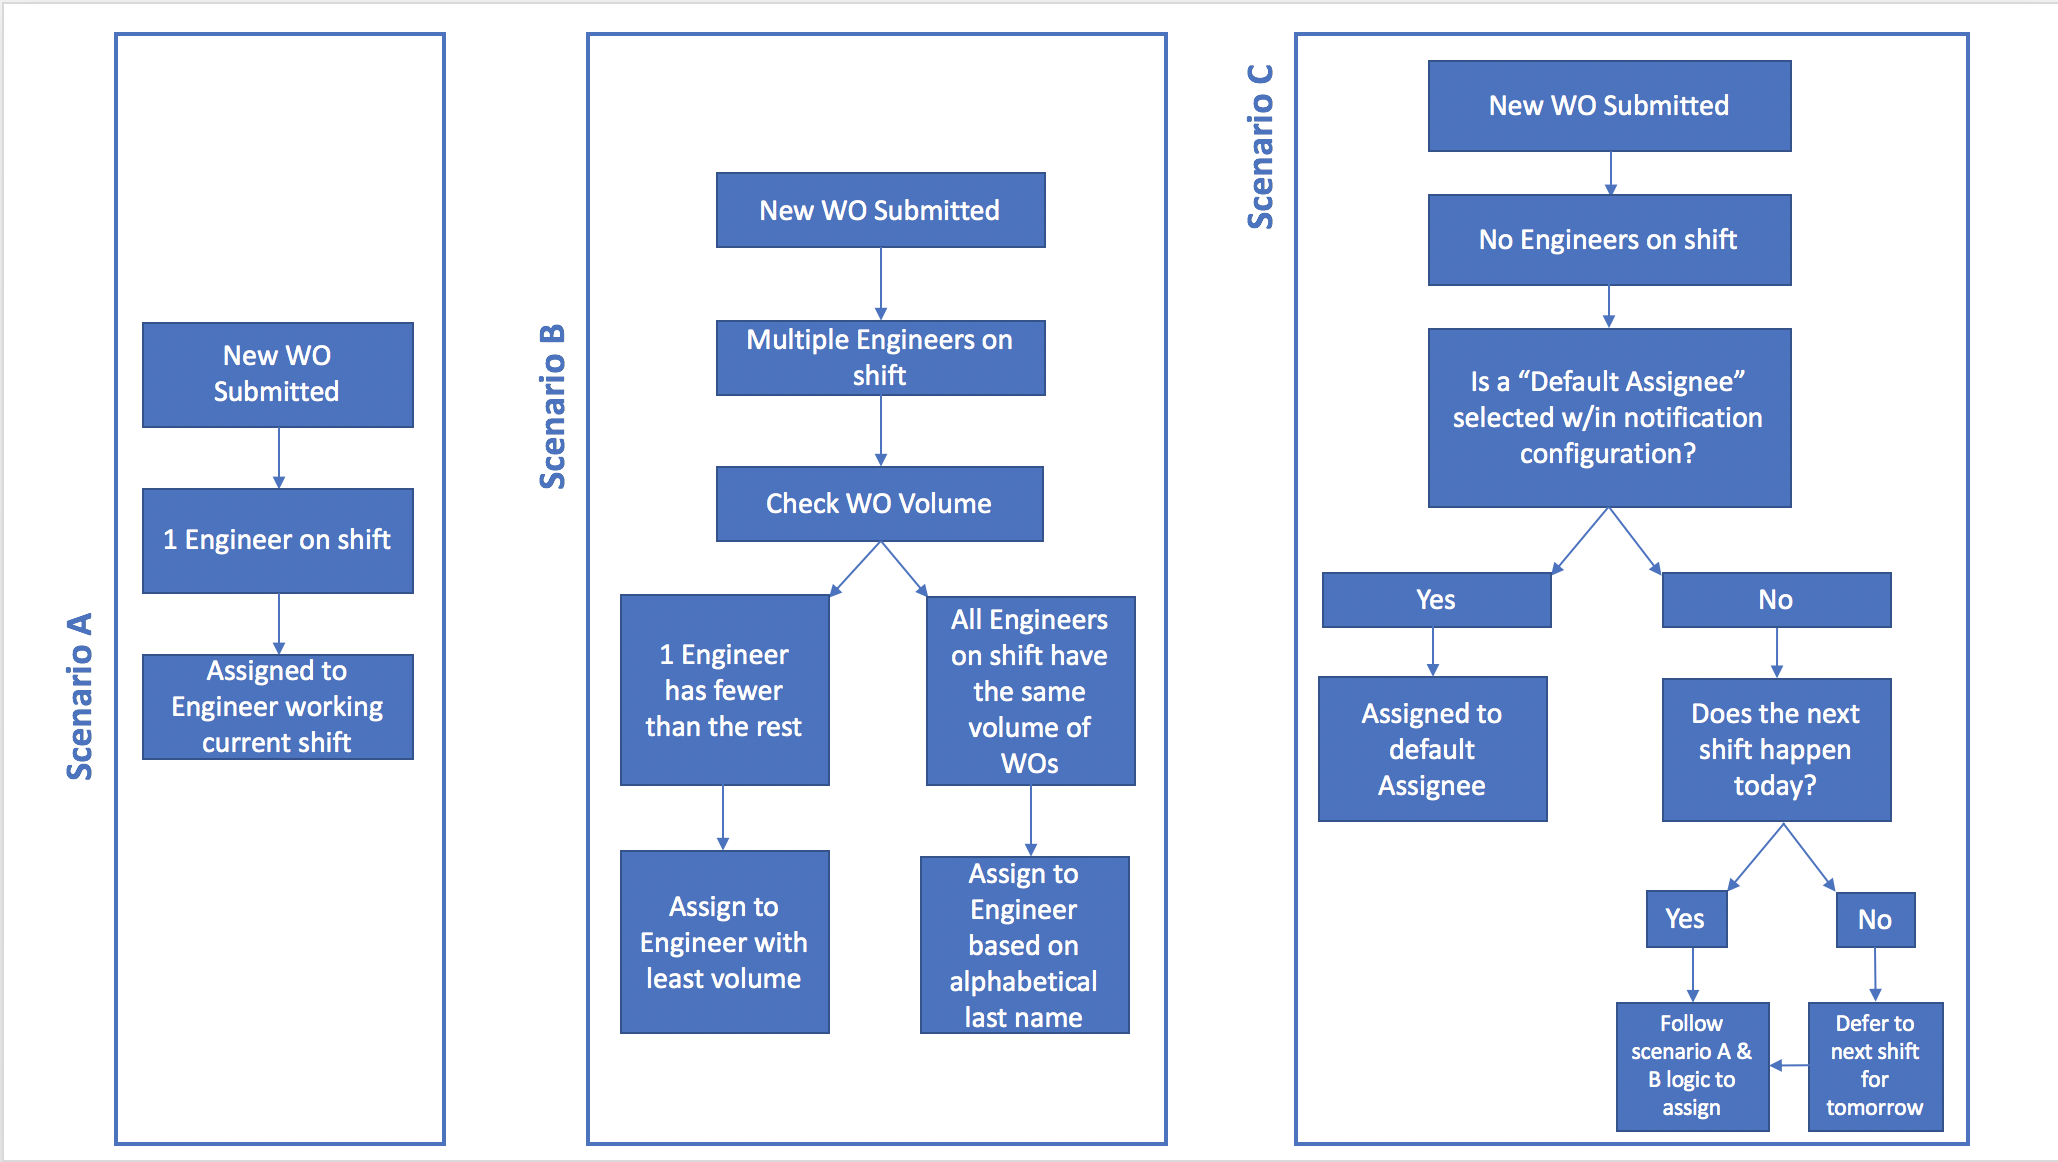 Scenario A
New WO
Submitted
1 Engineer on shift
Assigned to
Engineer working
current shift
Scenario B
New WO Submitted
Multiple Engineers on
shift
Check WO Volume
1 Engineer
has fewer
than the rest
All Engineers
on shift have
the same
volume of
WOs
Assign to
Engineer with
least volume
Assign to
Engineer
based on
alphabetical
last name
Scenario C
New WO Submitted
No Engineers on shift
Is a “Default Assignee”
selected w/in notification
configuration?
Yes
No
Assigned to
default
Assignee
Does the next
shift happen
today?
Yes
No
Follow
scenario A &
B logic to
assign
Defer to
next shift
for
tomorrow